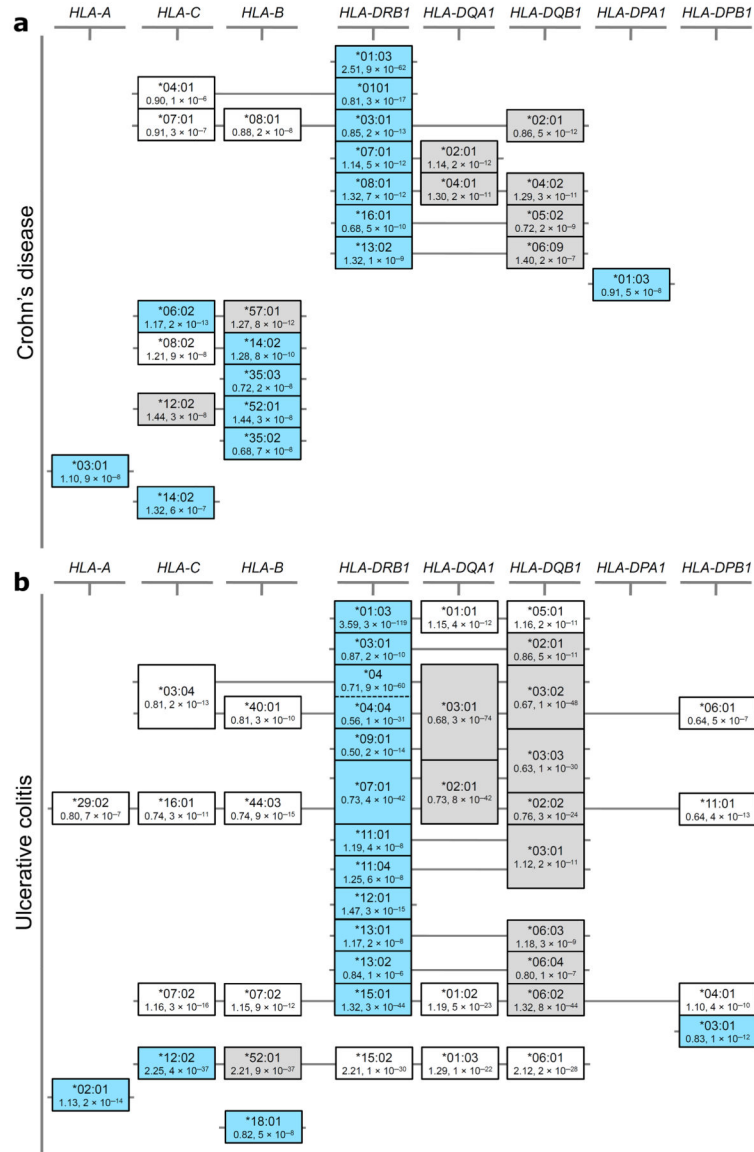 a
HLA-A HLA-C HLA-B HLA-DRB1 HLA-DQA1 HLA-DQB1 HLA-DPA1 HLA-DPB1
Crohn's disease
*01:03
2.51, 9 × 10⁻⁶²
*04:01 *0101
0.90, 1 × 10⁻⁶ 0.81, 3 × 10⁻¹⁷
*07:01 *08:01 *03:01 *02:01
0.91, 3 × 10⁻⁷ 0.88, 2 × 10⁻⁸ 0.85, 2 × 10⁻¹³ 0.86, 5 × 10⁻¹²
*07:01 *02:01
1.14, 5 × 10⁻¹² 1.14, 2 × 10⁻¹²
*08:01 *04:01 *04:02
1.32, 7 × 10⁻¹² 1.30, 2 × 10⁻¹¹ 1.29, 3 × 10⁻¹¹
*16:01 *05:02
0.68, 5 × 10⁻¹⁰ 0.72, 2 × 10⁻⁹
*13:02 *06:09
1.32, 1 × 10⁻⁹ 1.40, 2 × 10⁻⁷
*01:03
0.91, 5 × 10⁻⁸
*06:02 *57:01
1.17, 2 × 10⁻¹³ 1.27, 8 × 10⁻¹²
*08:02 *14:02
1.21, 9 × 10⁻⁸ 1.28, 8 × 10⁻¹⁰
*35:03
0.72, 2 × 10⁻⁸
*12:02 *52:01
1.44, 3 × 10⁻⁸ 1.44, 3 × 10⁻⁸
*35:02
0.68, 7 × 10⁻⁸
*03:01
1.10, 9 × 10⁻⁸
*14:02
1.32, 6 × 10⁻⁷
b
HLA-A HLA-C HLA-B HLA-DRB1 HLA-DQA1 HLA-DQB1 HLA-DPA1 HLA-DPB1
Ulcerative colitis
*01:03 *01:01 *05:01
3.59, 3 × 10⁻¹¹⁹ 1.15, 4 × 10⁻¹² 1.16, 2 × 10⁻¹¹
*03:01 *02:01
0.87, 2 × 10⁻¹⁰ 0.86, 5 × 10⁻¹¹
*04
0.71, 9 × 10⁻⁶⁰
*03:04 *03:02
0.81, 2 × 10⁻¹³ 0.67, 1 × 10⁻⁴⁸
*40:01 *04:04 *03:01 *06:01
0.81, 3 × 10⁻¹⁰ 0.56, 1 × 10⁻³¹ 0.68, 3 × 10⁻⁷⁴ 0.64, 5 × 10⁻⁷
*09:01 *03:03
0.50, 2 × 10⁻¹⁴ 0.63, 1 × 10⁻³⁰
*07:01 *02:01
0.73, 4 × 10⁻⁴² 0.73, 8 × 10⁻⁴²
*29:02 *16:01 *44:03 *02:02 *11:01
0.80, 7 × 10⁻⁷ 0.74, 3 × 10⁻¹¹ 0.74, 9 × 10⁻¹⁵ 0.76, 3 × 10⁻²⁴ 0.64, 4 × 10⁻¹³
*11:01 *03:01
1.19, 4 × 10⁻⁸ 1.12, 2 × 10⁻¹¹
*11:04
1.25, 6 × 10⁻⁸
*12:01
1.47, 3 × 10⁻¹⁵
*13:01 *06:03
1.17, 2 × 10⁻⁸ 1.18, 3 × 10⁻⁹
*13:02 *06:04
0.84, 1 × 10⁻⁶ 0.80, 1 × 10⁻⁷
*07:02 *07:02 *15:01 *01:02 *06:02 *04:01
1.16, 3 × 10⁻¹⁶ 1.15, 9 × 10⁻¹² 1.32, 3 × 10⁻⁴⁴ 1.19, 5 × 10⁻²³ 1.32, 8 × 10⁻⁴⁴ 1.10, 4 × 10⁻¹⁰
*03:01
0.83, 1 × 10⁻¹²
*12:02 *52:01 *15:02 *01:03 *06:01
2.25, 4 × 10⁻³⁷ 2.21, 9 × 10⁻³⁷ 2.21, 1 × 10⁻³⁰ 1.29, 1 × 10⁻²² 2.12, 2 × 10⁻²⁸
*02:01
1.13, 2 × 10⁻¹⁴
*18:01
0.82, 5 × 10⁻⁸